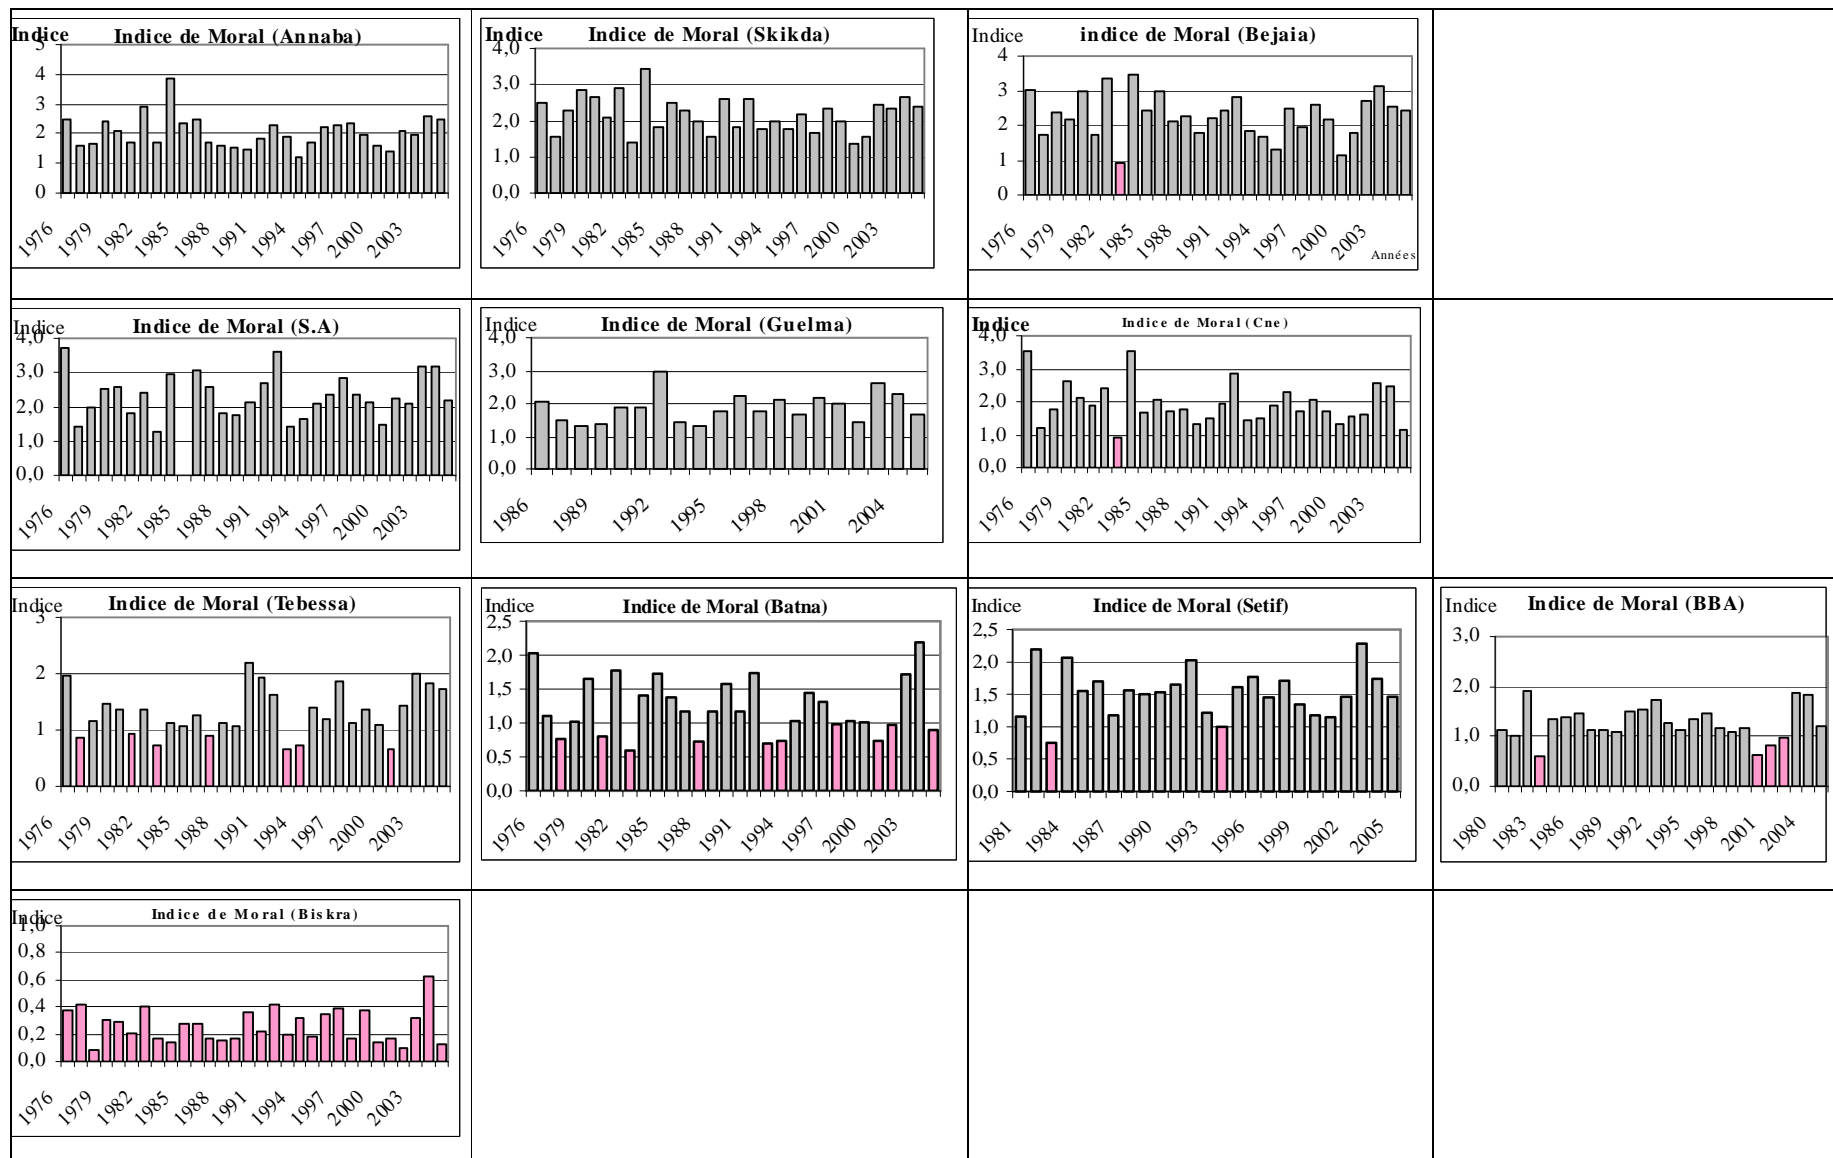 Indice
Indice de Moral (Annaba)
5
4
3
2
1
0
1976 1979 1982 1985 1988 1991 1994 1997 2000 2003
Indice
Indice de Moral (Skikda)
4,0
3,0
2,0
1,0
0,0
1976 1979 1982 1985 1988 1991 1994 1997 2000 2003
Indice
indice de Moral (Bejaia)
4
3
2
1
0
1976 1979 1982 1985 1988 1991 1994 1997 2000 2003
Années
Indice
Indice de Moral (S.A)
4,0
3,0
2,0
1,0
0,0
1976 1979 1982 1985 1988 1991 1994 1997 2000 2003
Indice
Indice de Moral (Guelma)
4,0
3,0
2,0
1,0
0,0
1986 1989 1992 1995 1998 2001 2004
Indice
Indice de Moral (Cne)
4,0
3,0
2,0
1,0
0,0
1976 1979 1982 1985 1988 1991 1994 1997 2000 2003
Indice
Indice de Moral (Tebessa)
3
2
1
0
1976 1979 1982 1985 1988 1991 1994 1997 2000 2003
Indice
Indice de Moral (Batna)
2,5
2,0
1,5
1,0
0,5
0,0
1976 1979 1982 1985 1988 1991 1994 1997 2000 2003
Indice
Indice de Moral (Setif)
2,5
2,0
1,5
1,0
0,5
0,0
1981 1984 1987 1990 1993 1996 1999 2002 2005
Indice
Indice de Moral (BBA)
3,0
2,0
1,0
0,0
1980 1983 1986 1989 1992 1995 1998 2001 2004
Indice
Indice de Moral (Biskra)
1,0
0,8
0,6
0,4
0,2
0,0
1976 1979 1982 1985 1988 1991 1994 1997 2000 2003